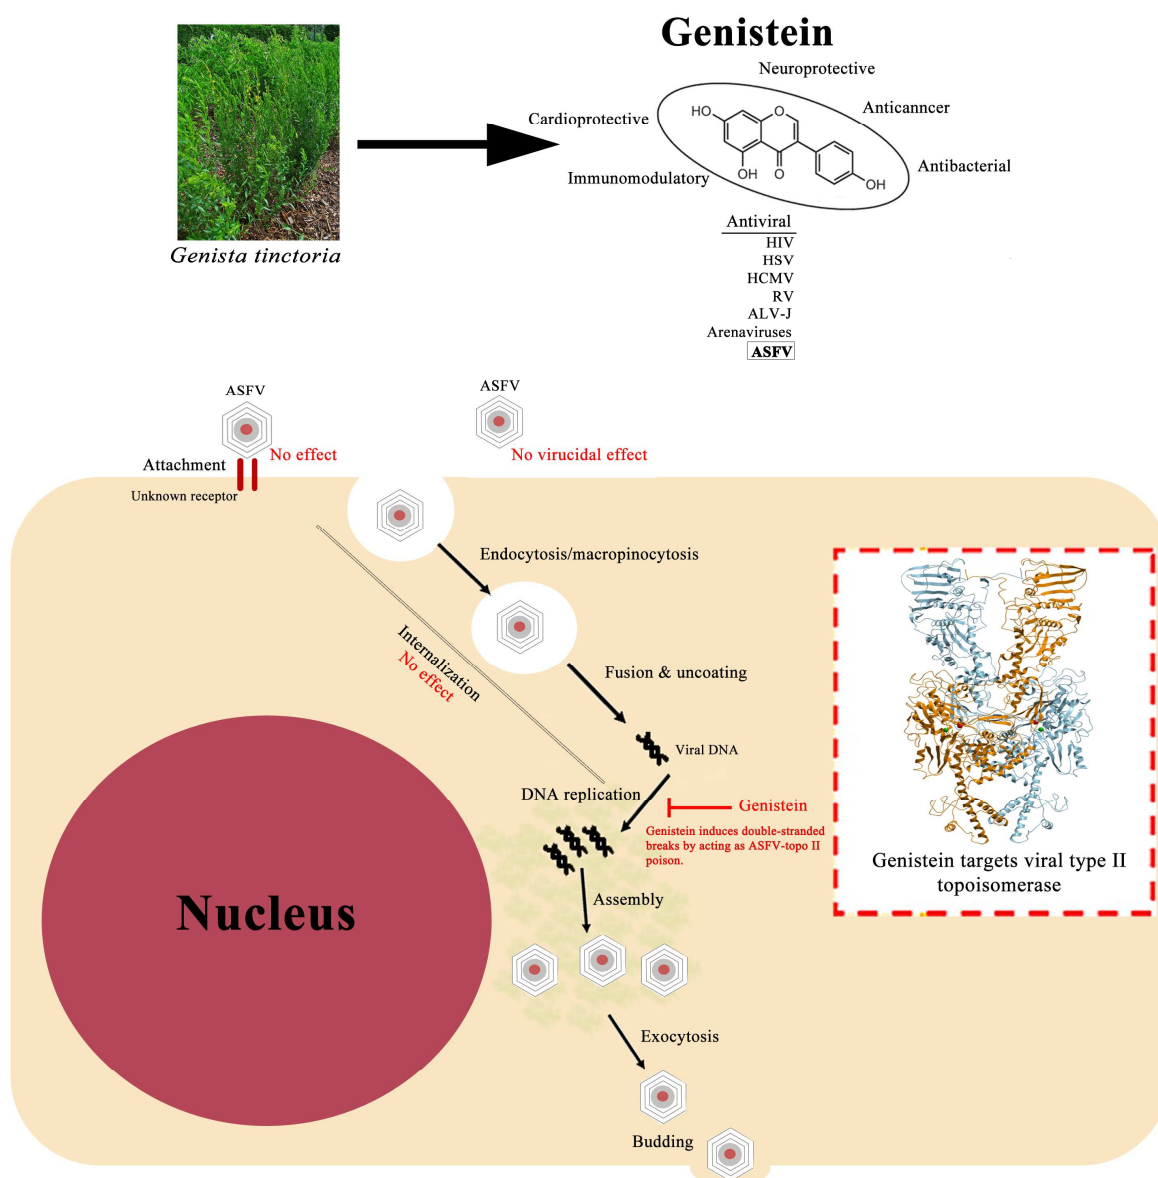 Genistein
Neuroprotective
Anticanncer
Cardioprotective
Antibacterial
Immunomodulatory
HO
O
OH
O
OH
Genista tinctoria
Antiviral
HIV
HSV
HCMV
RV
ALV-J
Arenaviruses
ASFV
ASFV
ASFV
No effect
No virucidal effect
Attachment
Unknown receptor
Endocytosis/macropinocytosis
Internalization
No effect
Fusion & uncoating
Viral DNA
DNA replication
Genistein
Genistein induces double-stranded
breaks by acting as ASFV-topo II
poison.
Genistein targets viral type II
topoisomerase
Assembly
Nucleus
Exocytosis
Budding